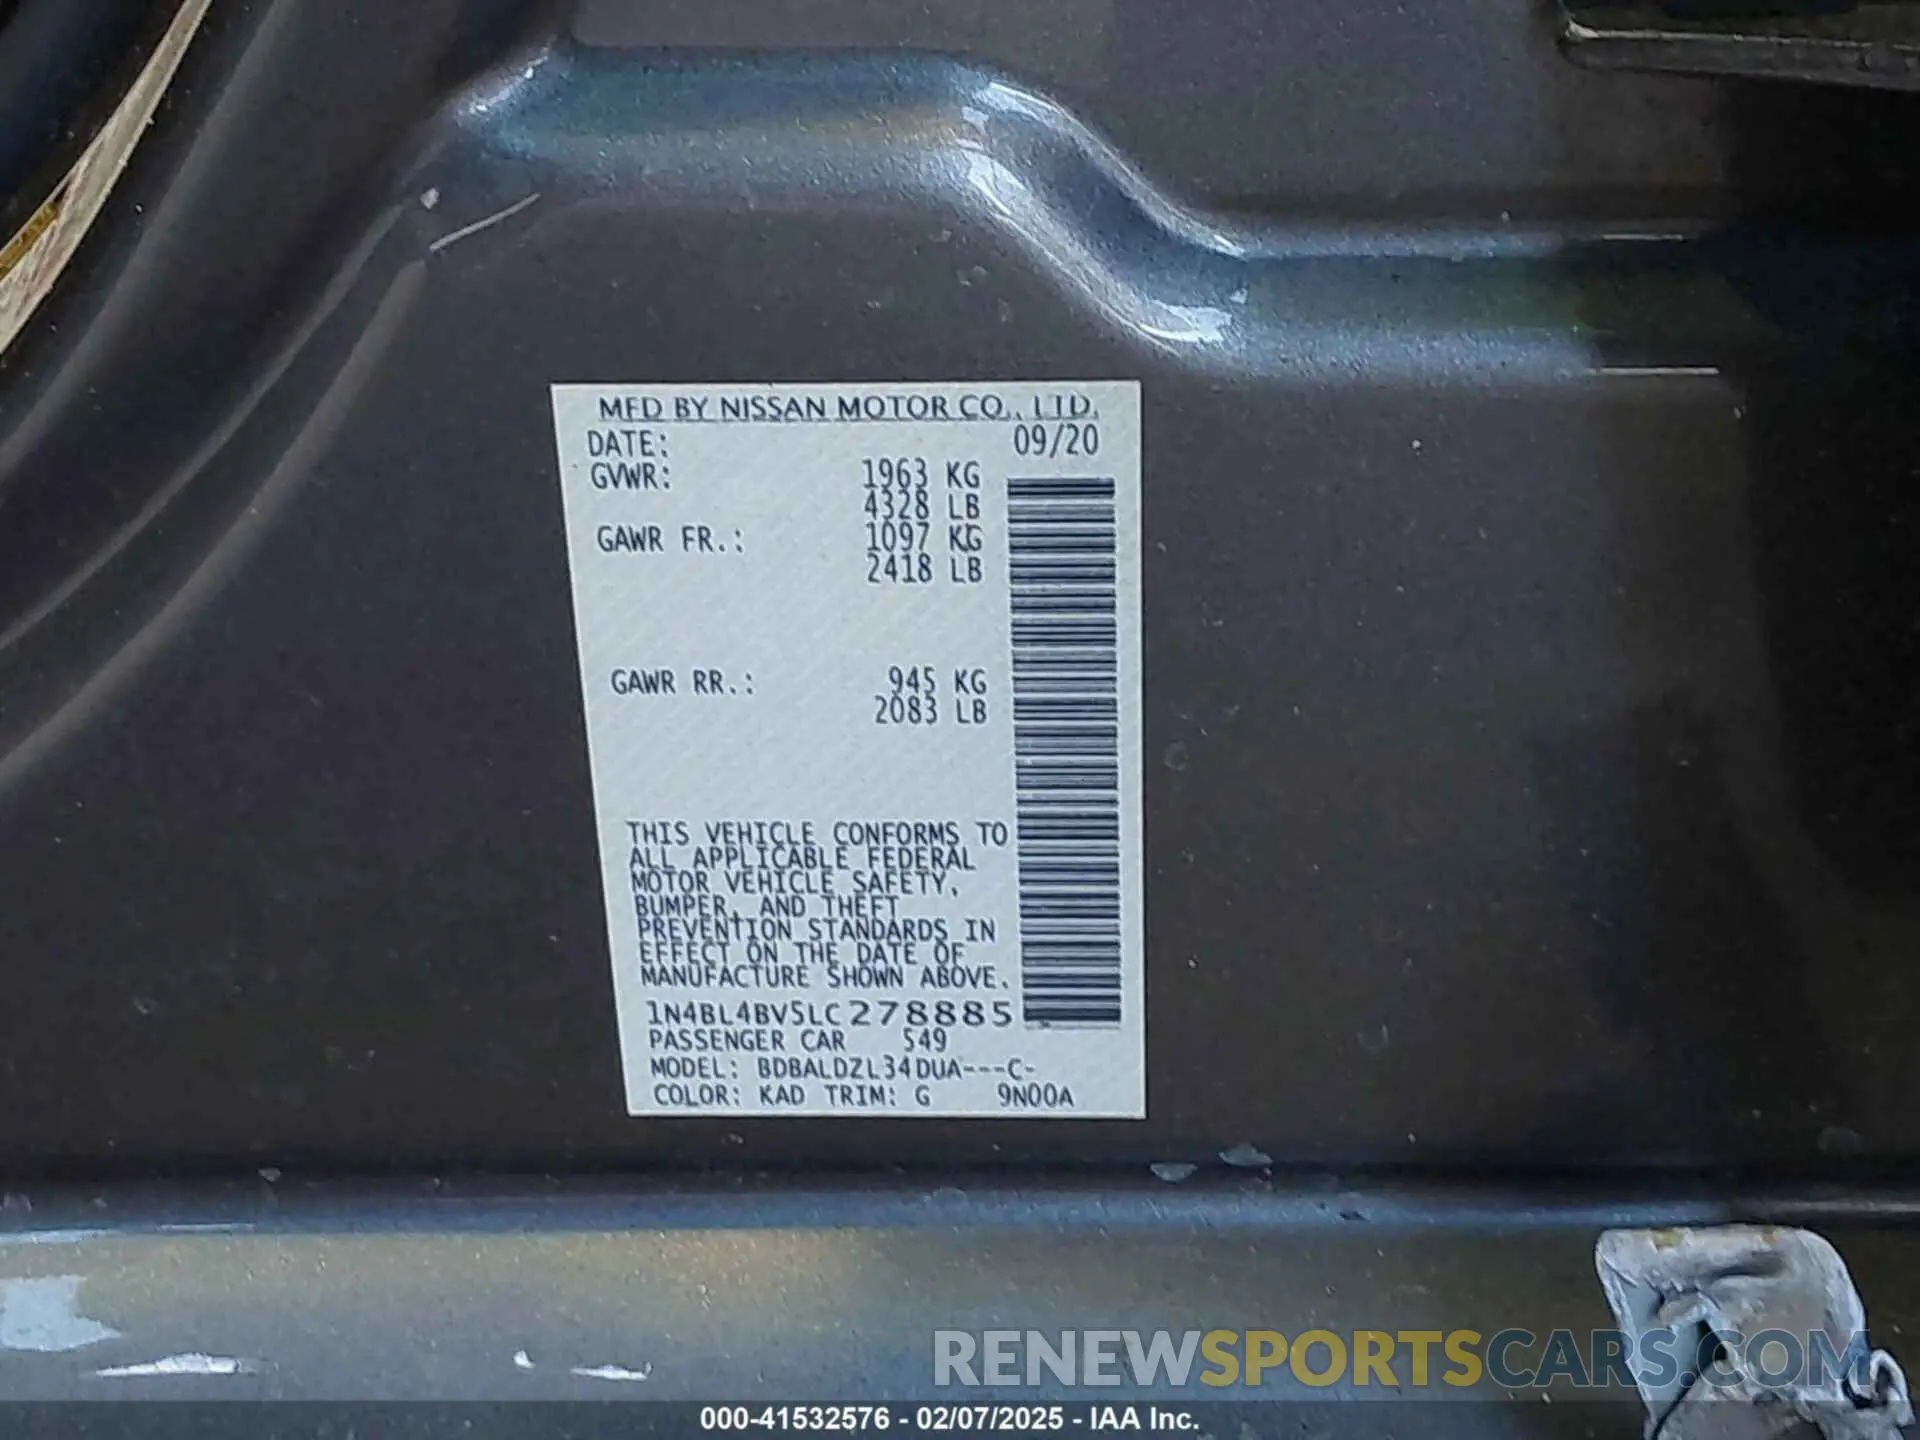 MFD BY NISSAN MOTOR CO., LTD.
DATE: 09/20
GVWR: 1963 KG
4328 LB
GAWR FR.: 1097 KG
2418 LB
GAWR RR.: 945 KG
2083 LB
THIS VEHICLE CONFORMS TO
ALL APPLICABLE FEDERAL
MOTOR VEHICLE SAFETY,
BUMPER, AND THEFT
PREVENTION STANDARDS IN
EFFECT ON THE DATE OF
MANUFACTURE SHOWN ABOVE.
1N4BL4BV5LC278885
PASSENGER CAR 549
MODEL: BDBALDZL34DUA---C-
COLOR: KAD TRIM: G 9N00A
RENEWSPORTSCARS.COM
000-41532576 - 02/07/2025 - IAA Inc.